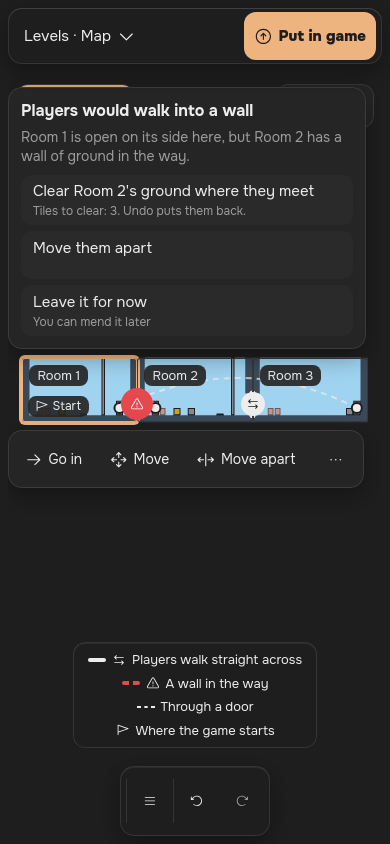 Levels · Map
Put in game
Players would walk into a wall
Room 1 is open on its side here, but Room 2 has a
wall of ground in the way.
Clear Room 2's ground where they meet
Tiles to clear: 3. Undo puts them back.
Move them apart
Leave it for now
You can mend it later
Room 1
Room 2
Room 3
Start
Go in
Move
Move apart
...
Players walk straight across
A wall in the way
Through a door
Where the game starts